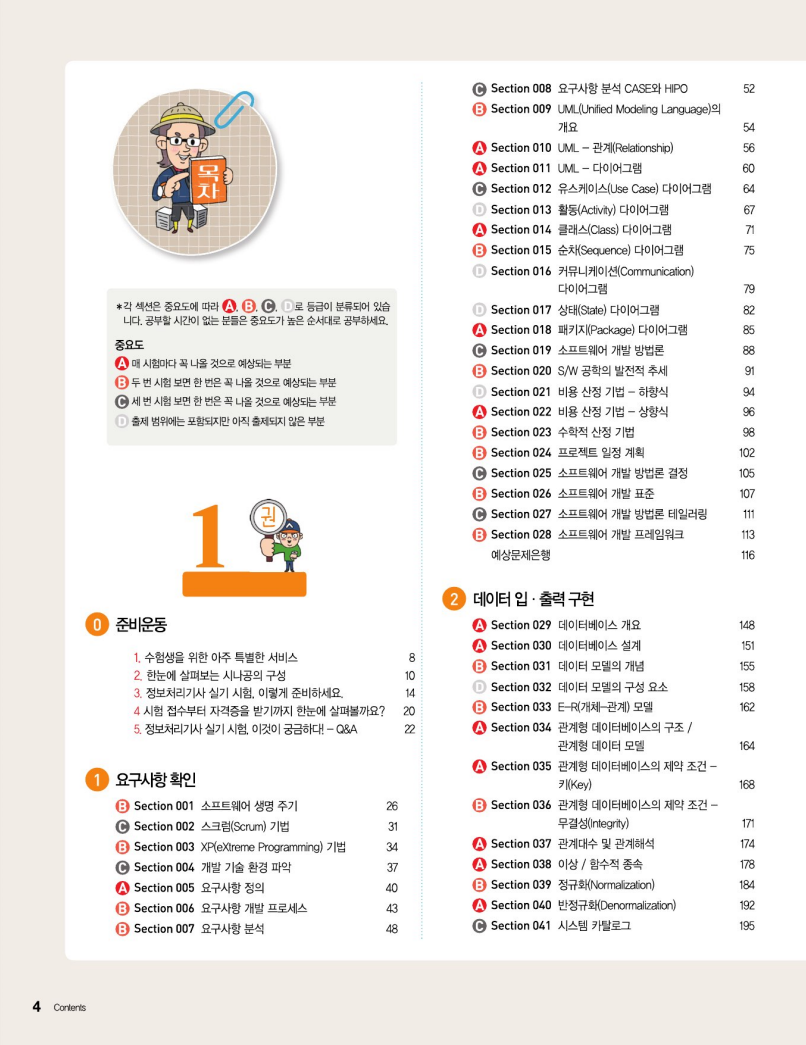 목
차
*각 섹션은 중요도에 따라 A, B, C, D로 등급이 분류되어 있습
니다. 공부할 시간이 없는 분들은 중요도가 높은 순서대로 공부하세요.
중요도
A 매 시험마다 꼭 나올 것으로 예상되는 부분
B 두 번 시험 보면 한 번은 꼭 나올 것으로 예상되는 부분
C 세 번 시험 보면 한 번은 꼭 나올 것으로 예상되는 부분
D 출제 범위에는 포함되지만 아직 출제되지 않은 부분
1 권
0 준비운동
1. 수험생을 위한 아주 특별한 서비스 8
2. 한눈에 살펴보는 시나공의 구성 10
3. 정보처리기사 실기 시험, 이렇게 준비하세요. 14
4 시험 접수부터 자격증을 받기까지 한눈에 살펴볼까요? 20
5. 정보처리기사 실기 시험, 이것이 궁금하다! - Q&A 22
1 요구사항 확인
B Section 001 소프트웨어 생명 주기 26
C Section 002 스크럼(Scrum) 기법 31
B Section 003 XP(eXtreme Programming) 기법 34
C Section 004 개발 기술 환경 파악 37
A Section 005 요구사항 정의 40
B Section 006 요구사항 개발 프로세스 43
B Section 007 요구사항 분석 48
C Section 008 요구사항 분석 CASE와 HIPO 52
B Section 009 UML(Unified Modeling Language)의
개요 54
A Section 010 UML - 관계(Relationship) 56
A Section 011 UML - 다이어그램 60
C Section 012 유스케이스(Use Case) 다이어그램 64
D Section 013 활동(Activity) 다이어그램 67
A Section 014 클래스(Class) 다이어그램 71
B Section 015 순차(Sequence) 다이어그램 75
D Section 016 커뮤니케이션(Communication)
다이어그램 79
D Section 017 상태(State) 다이어그램 82
A Section 018 패키지(Package) 다이어그램 85
C Section 019 소프트웨어 개발 방법론 88
B Section 020 S/W 공학의 발전적 추세 91
D Section 021 비용 산정 기법 - 하향식 94
A Section 022 비용 산정 기법 - 상향식 96
B Section 023 수학적 산정 기법 98
B Section 024 프로젝트 일정 계획 102
C Section 025 소프트웨어 개발 방법론 결정 105
B Section 026 소프트웨어 개발 표준 107
C Section 027 소프트웨어 개발 방법론 테일러링 111
B Section 028 소프트웨어 개발 프레임워크 113
예상문제은행 116
2 데이터 입 · 출력 구현
A Section 029 데이터베이스 개요 148
A Section 030 데이터베이스 설계 151
B Section 031 데이터 모델의 개념 155
D Section 032 데이터 모델의 구성 요소 158
B Section 033 E-R(개체-관계) 모델 162
A Section 034 관계형 데이터베이스의 구조 /
관계형 데이터 모델 164
A Section 035 관계형 데이터베이스의 제약 조건 -
키(Key) 168
B Section 036 관계형 데이터베이스의 제약 조건 -
무결성(Integrity) 171
A Section 037 관계대수 및 관계해석 174
A Section 038 이상 / 함수적 종속 178
B Section 039 정규화(Normalization) 184
A Section 040 반정규화(Denormalization) 192
C Section 041 시스템 카탈로그 195
4 Contents